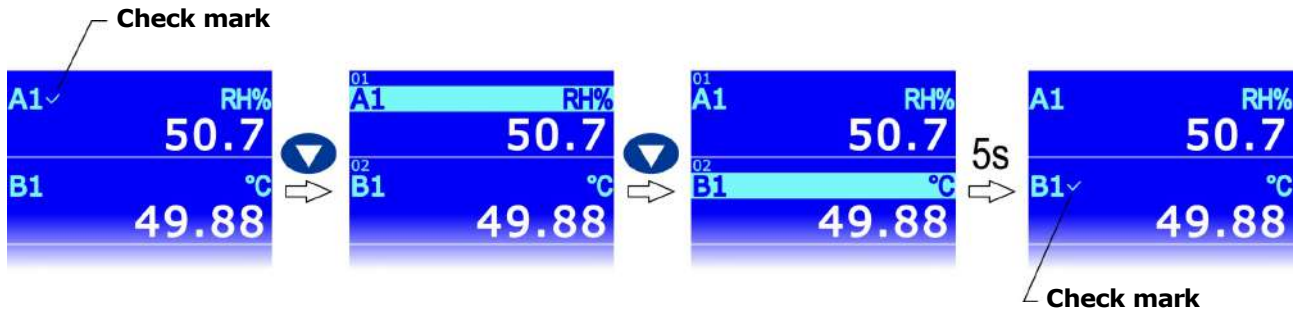 Check mark
A1✓ RH%
50.7
B1 °C
49.88
01
A1 RH%
50.7
02
B1 °C
49.88
01
A1 RH%
50.7
02
B1 °C
49.88
5s
A1 RH%
50.7
B1✓ °C
49.88
Check mark